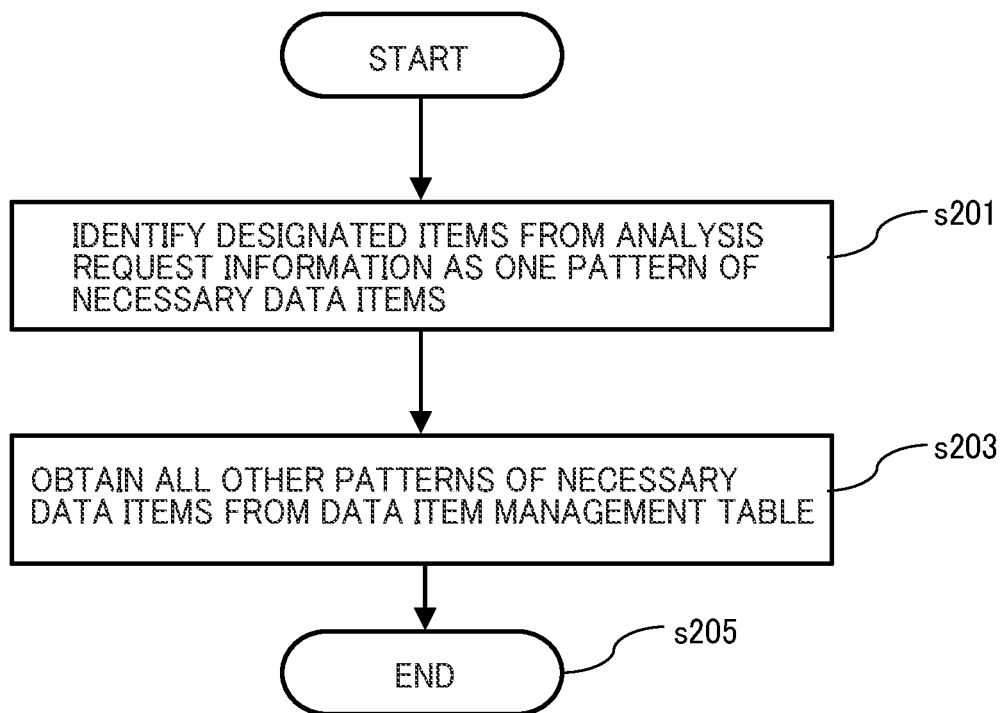 START
s201
IDENTIFY DESIGNATED ITEMS FROM ANALYSIS
REQUEST INFORMATION AS ONE PATTERN OF
NECESSARY DATA ITEMS
s203
OBTAIN ALL OTHER PATTERNS OF NECESSARY
DATA ITEMS FROM DATA ITEM MANAGEMENT TABLE
s205
END